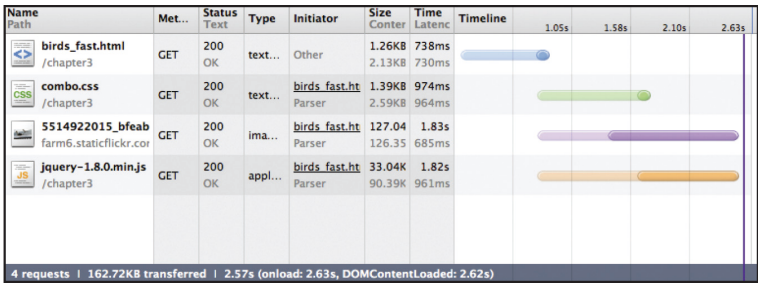 Name Met... Status Type Initiator Size Time Timeline
Path Text Conter Latenc 1.05s 1.58s 2.10s 2.63s
birds_fast.html GET 200 text... Other 1.26KB 738ms
/chapter3 OK 2.13KB 730ms
combo.css GET 200 text... birds_fast.ht 1.39KB 974ms
CSS /chapter3 OK Parser 2.59KB 964ms
5514922015_bfeab GET 200 ima... birds_fast.ht 127.04 1.83s
farm6.staticflickr.cor OK Parser 126.35 685ms
jquery-1.8.0.min.js GET 200 appl... birds_fast.ht 33.04K 1.82s
JS /chapter3 OK Parser 90.39K 961ms
4 requests | 162.72KB transferred | 2.57s (onload: 2.63s, DOMContentLoaded: 2.62s)